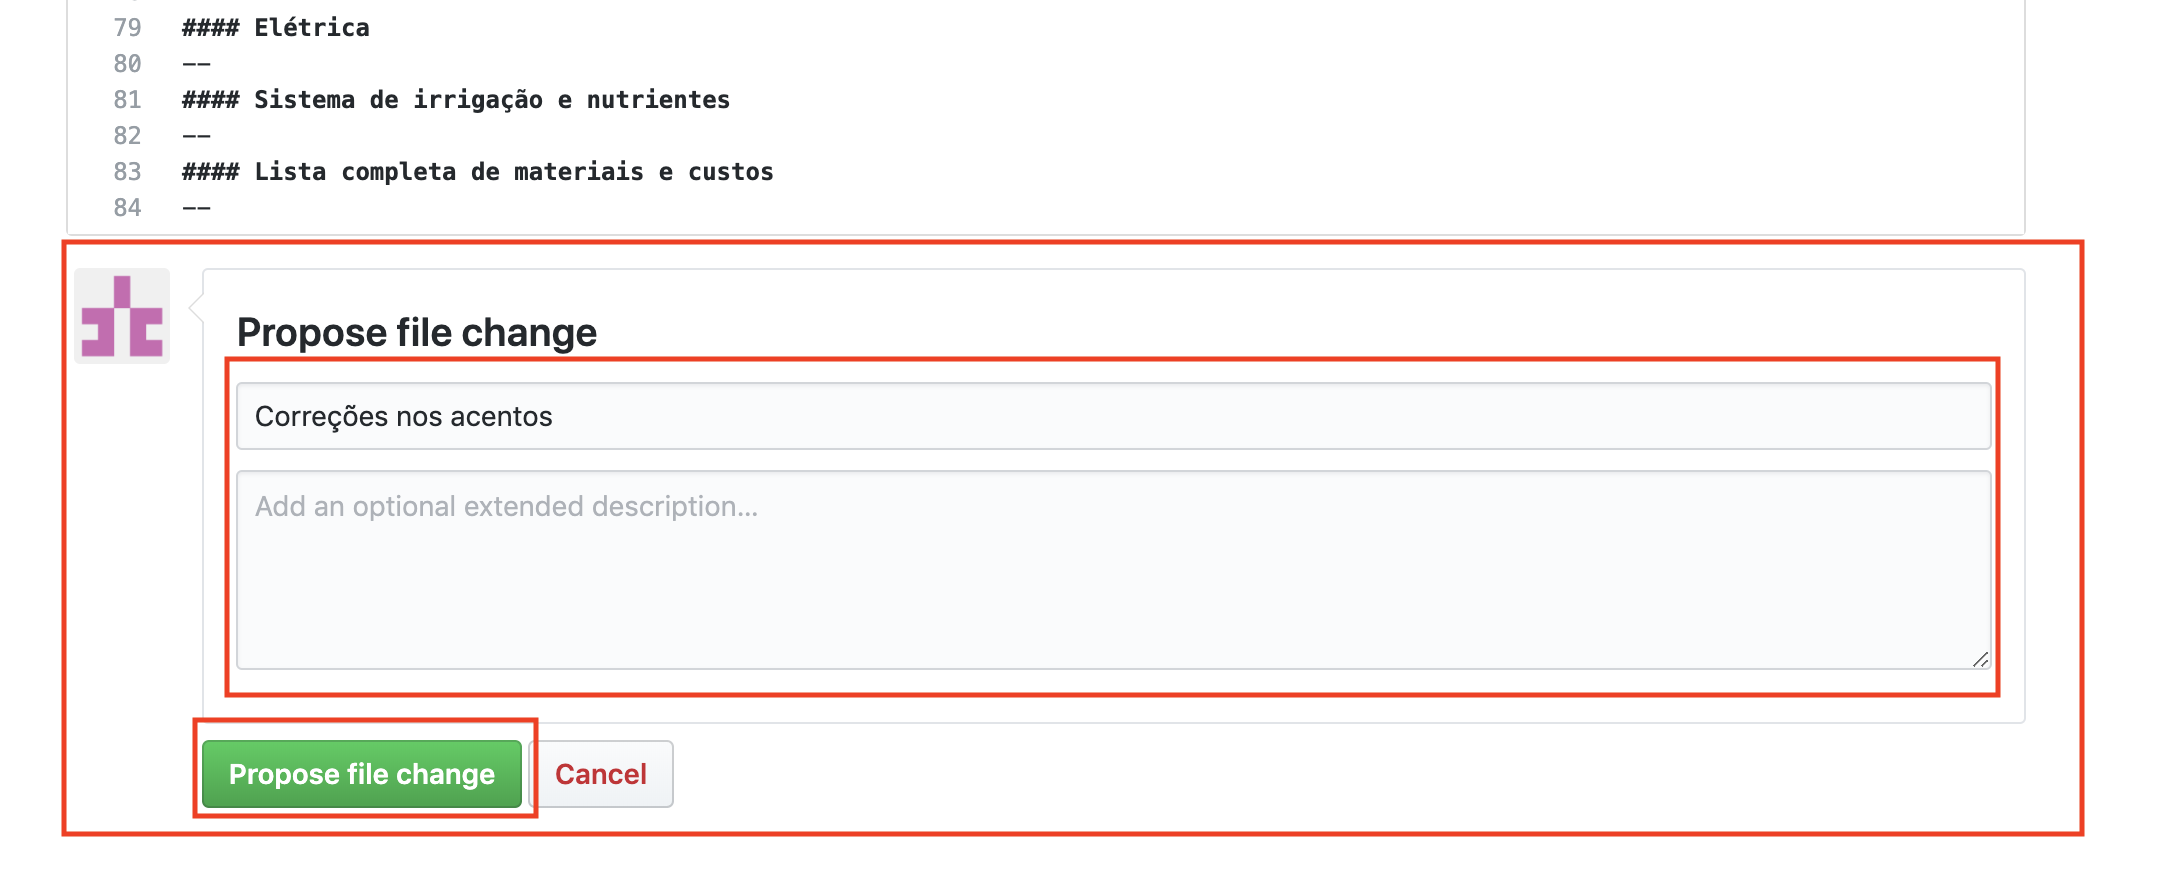 79 #### Elétrica
80 --
81 #### Sistema de irrigação e nutrientes
82 --
83 #### Lista completa de materiais e custos
84 --
Propose file change
Correções nos acentos
Add an optional extended description...
Propose file change Cancel